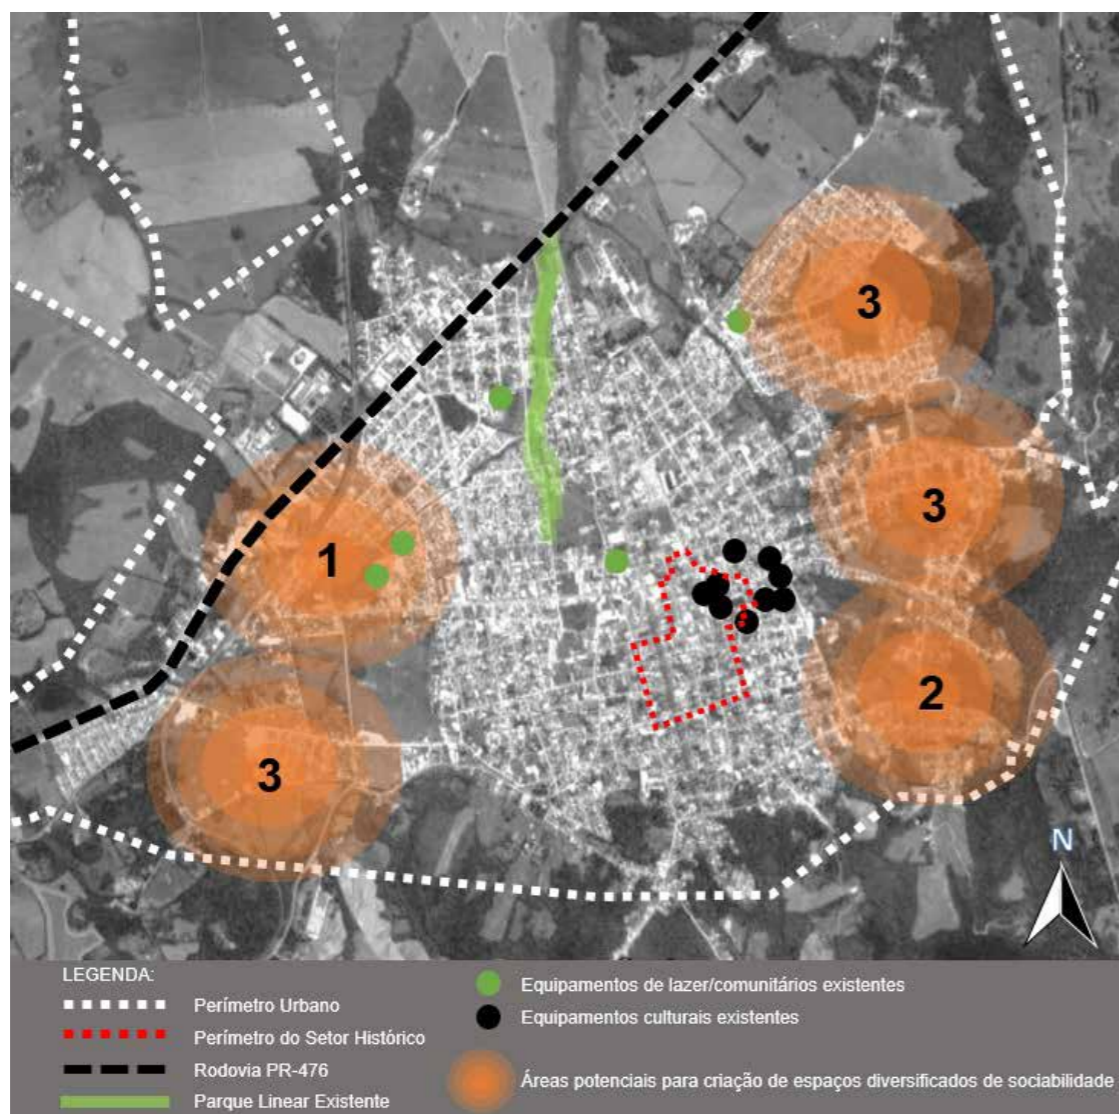 3
3
1
2
3
N
LEGENDA:
Perímetro Urbano
Perímetro do Setor Histórico
Rodovia PR-476
Parque Linear Existente
Equipamentos de lazer/comunitários existentes
Equipamentos culturais existentes
Áreas potenciais para criação de espaços diversificados de sociabilidade